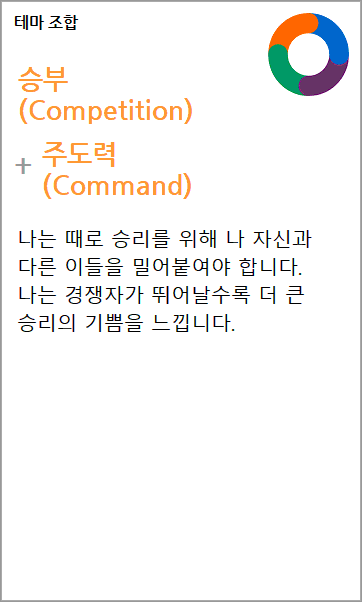 테마 조합
승부
(Competition)
+ 주도력
(Command)
나는 때로 승리를 위해 나 자신과
다른 이들을 밀어붙여야 합니다.
나는 경쟁자가 뛰어날수록 더 큰
승리의 기쁨을 느낍니다.